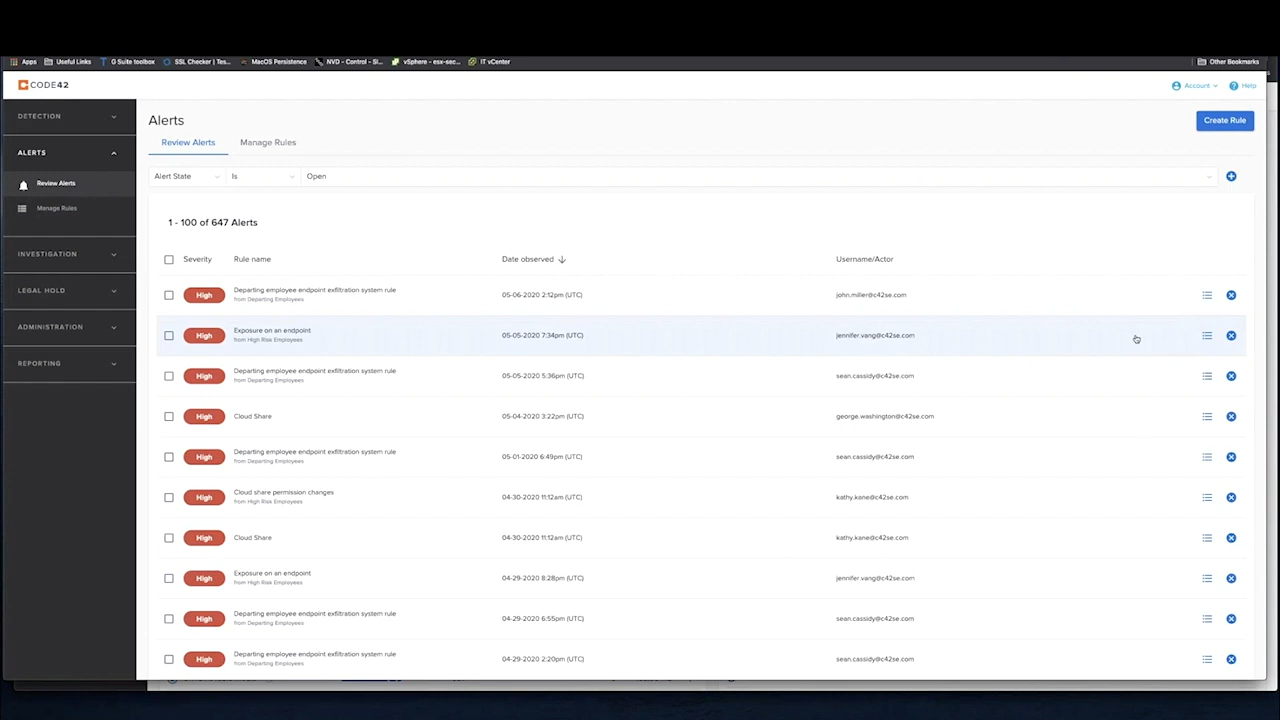 Apps Useful Links G Suite toolbox SSL Checker | Tes... MacOS Persistence NVD - Control - SI... vSphere - esx-sec... IT vCenter Other Bookmarks
CODE42 Account Help
DETECTION
ALERTS
Review Alerts
Manage Rules
INVESTIGATION
LEGAL HOLD
ADMINISTRATION
REPORTING
Alerts Create Rule
Review Alerts Manage Rules
Alert State Is Open
1 - 100 of 647 Alerts
Severity Rule name Date observed Username/Actor
High Departing employee endpoint exfiltration system rule 05-06-2020 2:12pm (UTC) john.miller@c42se.com
from Departing Employees
High Exposure on an endpoint 05-05-2020 7:34pm (UTC) jennifer.vang@c42se.com
from High Risk Employees
High Departing employee endpoint exfiltration system rule 05-05-2020 5:36pm (UTC) sean.cassidy@c42se.com
from Departing Employees
High Cloud Share 05-04-2020 3:22pm (UTC) george.washington@c42se.com
High Departing employee endpoint exfiltration system rule 05-01-2020 6:49pm (UTC) sean.cassidy@c42se.com
from Departing Employees
High Cloud share permission changes 04-30-2020 11:12am (UTC) kathy.kane@c42se.com
from High Risk Employees
High Cloud Share 04-30-2020 11:12am (UTC) kathy.kane@c42se.com
High Exposure on an endpoint 04-29-2020 8:28pm (UTC) jennifer.vang@c42se.com
from High Risk Employees
High Departing employee endpoint exfiltration system rule 04-29-2020 6:55pm (UTC) sean.cassidy@c42se.com
from Departing Employees
High Departing employee endpoint exfiltration system rule 04-29-2020 2:20pm (UTC) sean.cassidy@c42se.com
from Departing Employees